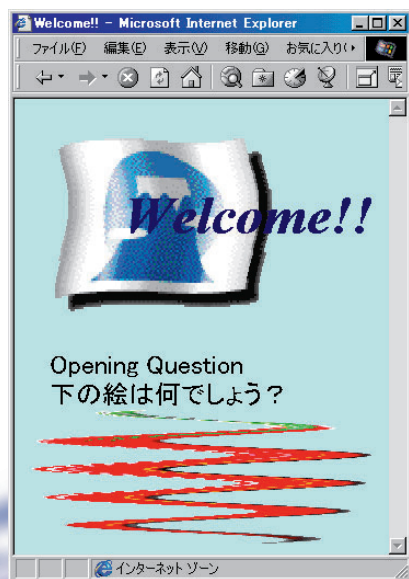 Welcome!! - Microsoft Internet Explorer
ファイル(F) 編集(E) 表示(V) 移動(G) お気に入り(
Welcome!!
Opening Question
下の絵は何でしょう？
インターネット ゾーン